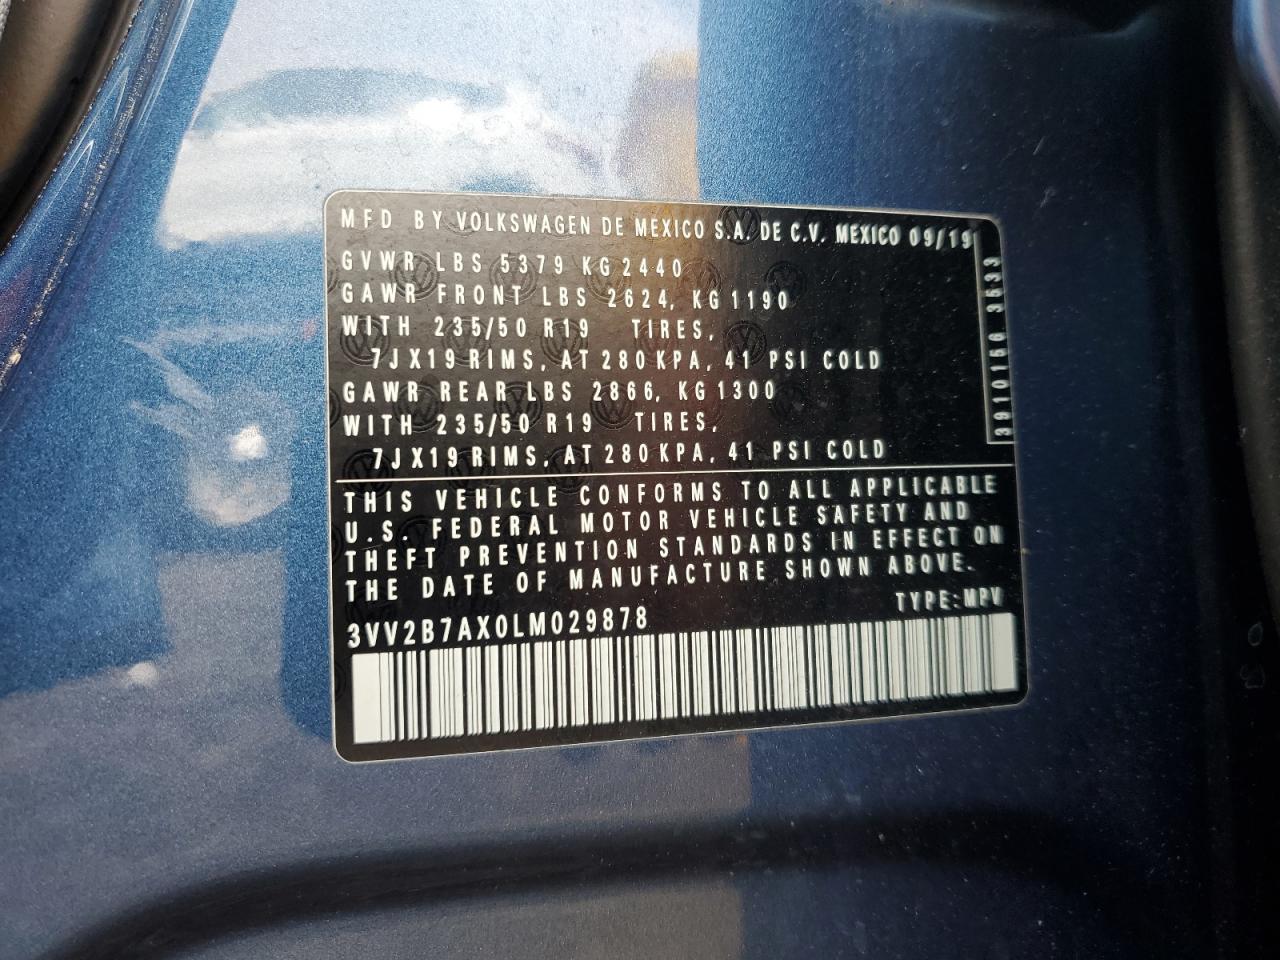 MFD BY VOLKSWAGEN DE MEXICO S.A. DE C.V. MEXICO 09/19
GVWR LBS 5379 KG 2440
GAWR FRONT LBS 2624, KG 1190
WITH 235/50 R19 TIRES,
7JX19 RIMS, AT 280 KPA, 41 PSI COLD
GAWR REAR LBS 2866, KG 1300
WITH 235/50 R19 TIRES,
7JX19 RIMS, AT 280 KPA, 41 PSI COLD
3910156 3533
THIS VEHICLE CONFORMS TO ALL APPLICABLE
U.S. FEDERAL MOTOR VEHICLE SAFETY AND
THEFT PREVENTION STANDARDS IN EFFECT ON
THE DATE OF MANUFACTURE SHOWN ABOVE.
TYPE:MPV
3VV2B7AX0LM029878